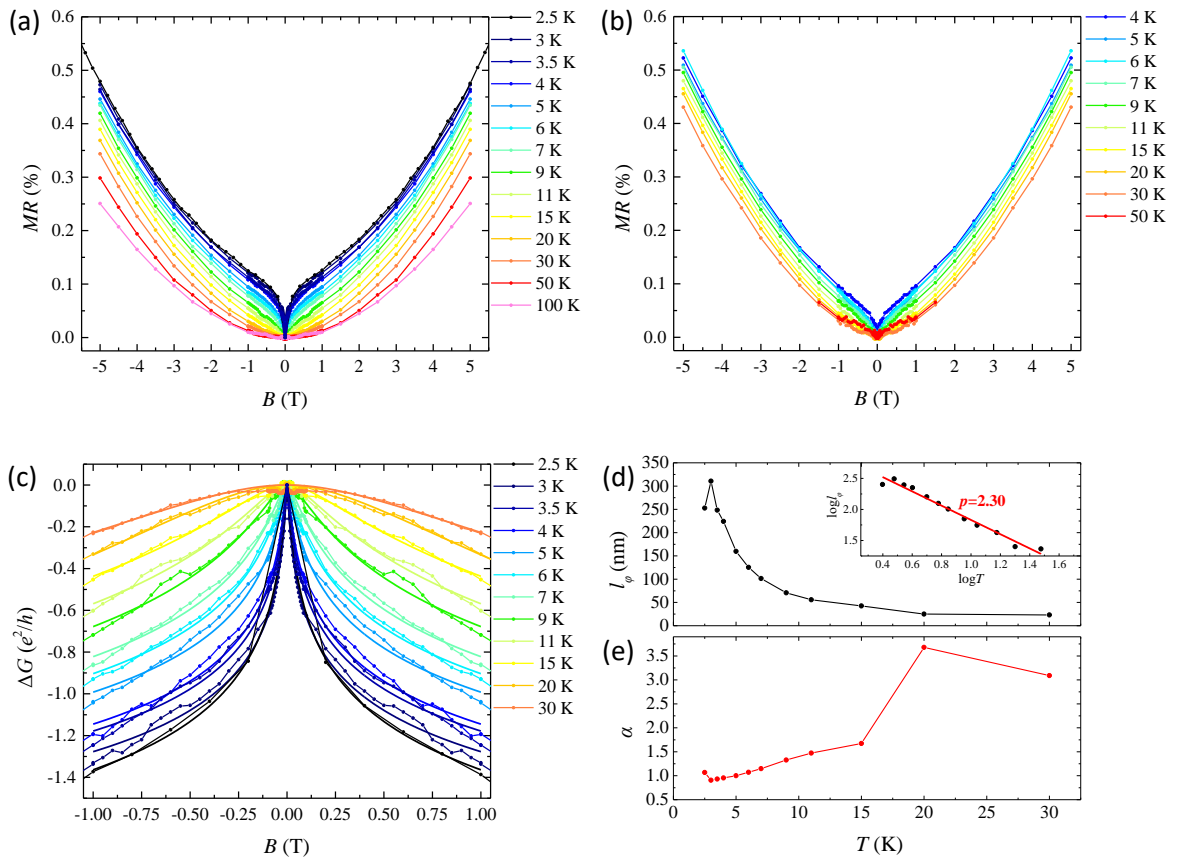 (a)
0.6
0.5
0.4
0.3
0.2
0.1
0.0
MR (%)
-5 -4 -3 -2 -1 0 1 2 3 4 5
B (T)
2.5 K
3 K
3.5 K
4 K
5 K
6 K
7 K
9 K
11 K
15 K
20 K
30 K
50 K
100 K
(b)
0.6
0.5
0.4
0.3
0.2
0.1
0.0
MR (%)
-5 -4 -3 -2 -1 0 1 2 3 4 5
B (T)
4 K
5 K
6 K
7 K
9 K
11 K
15 K
20 K
30 K
50 K
(c)
0.0
-0.2
-0.4
-0.6
-0.8
-1.0
-1.2
-1.4
ΔG (e²/h)
-1.00 -0.75 -0.50 -0.25 0.00 0.25 0.50 0.75 1.00
B (T)
2.5 K
3 K
3.5 K
4 K
5 K
6 K
7 K
9 K
11 K
15 K
20 K
30 K
(d)
350
300
250
200
150
100
50
0
lφ (nm)
2.5
2.0
1.5
loglφ
p=2.30
0.4 0.6 0.8 1.0 1.2 1.4 1.6
logT
(e)
3.5
3.0
2.5
2.0
1.5
1.0
0.5
α
0 5 10 15 20 25 30
T (K)